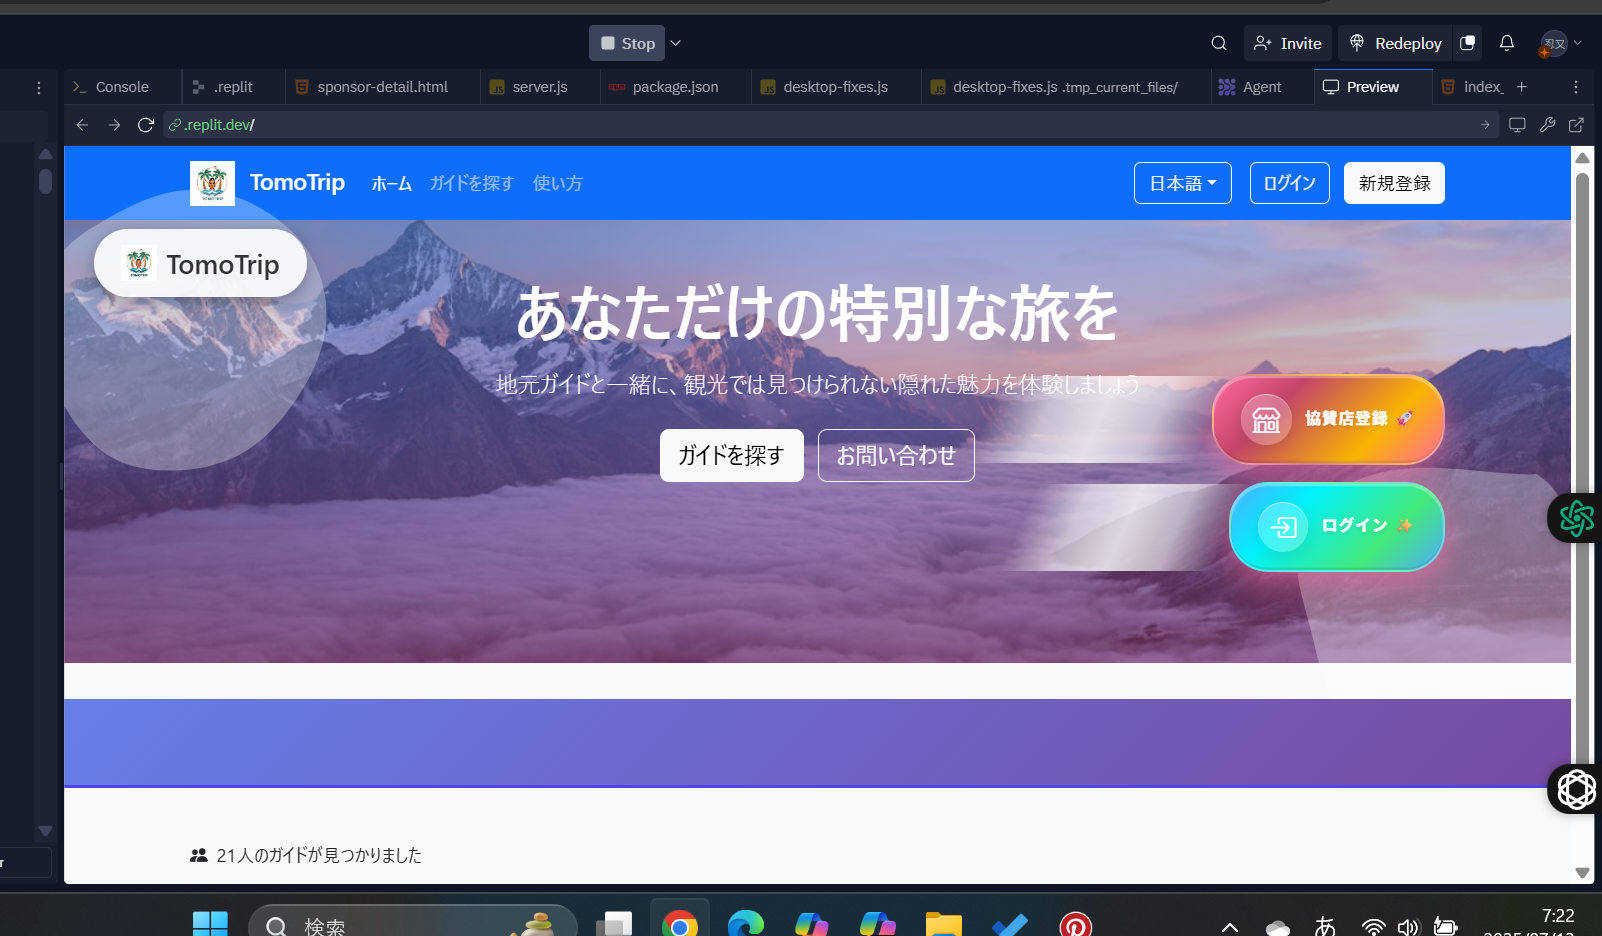 Stop
Invite
Redeploy
忍又
Console
.replit
sponsor-detail.html
server.js
package.json
desktop-fixes.js
desktop-fixes.js .tmp_current_files/
Agent
Preview
index_
.replit.dev/
TomoTrip
ホーム
ガイドを探す
使い方
日本語
ログイン
新規登録
TomoTrip
あなただけの特別な旅を
地元ガイドと一緒に、観光では見つけられない隠れた魅力を体験しましょう
ガイドを探す
お問い合わせ
協賛店登録 🚀
ログイン ✨
21人のガイドが見つかりました
r
検索
あ
7:22